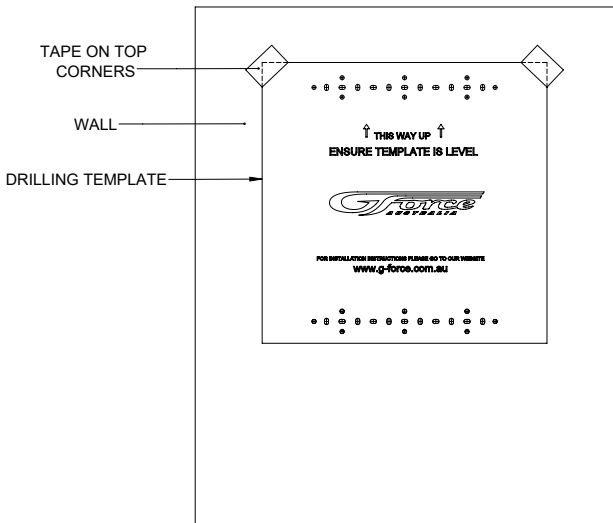 TAPE ON TOP
CORNERS
WALL
DRILLING TEMPLATE
THIS WAY UP
ENSURE TEMPLATE IS LEVEL
GForce
AUSTRALIA
FOR INSTALLATION INSTRUCTIONS PLEASE GO TO OUR WEBSITE
www.g-force.com.au